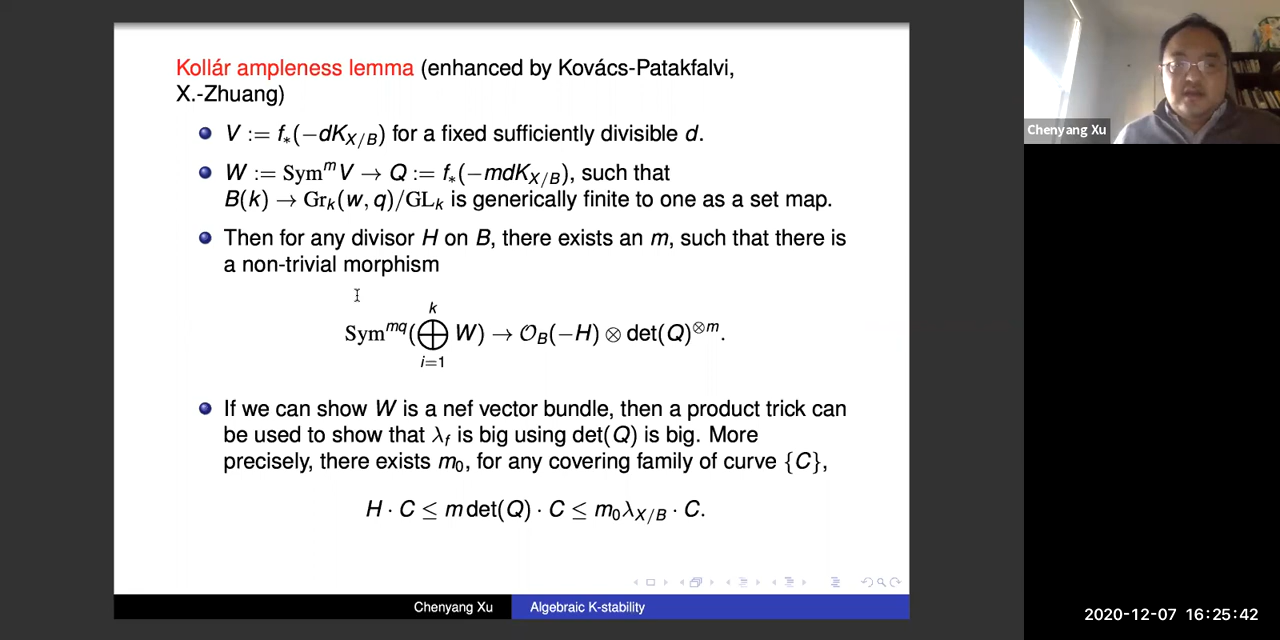 Kollár ampleness lemma (enhanced by Kovács-Patakfalvi,
X.-Zhuang)
V := f_*(−dK_{X/B}) for a fixed sufficiently divisible d.
W := Sym^m V → Q := f_*(−mdK_{X/B}), such that
B(k) → Gr_k(w, q)/GL_k is generically finite to one as a set map.
Then for any divisor H on B, there exists an m, such that there is
a non-trivial morphism
Sym^{mq}(⊕_{i=1}^{k} W) → O_B(−H) ⊗ det(Q)^{⊗m}.
If we can show W is a nef vector bundle, then a product trick can
be used to show that λ_f is big using det(Q) is big. More
precisely, there exists m_0, for any covering family of curve {C},
H · C ≤ m det(Q) · C ≤ m_0 λ_{X/B} · C.
Chenyang Xu
Algebraic K-stability
Chenyang Xu
2020-12-07 16:25:42